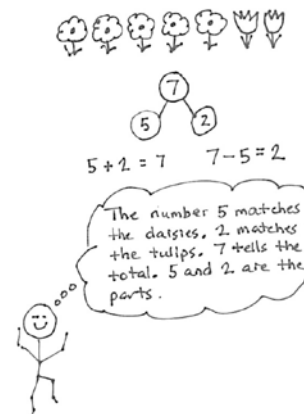 7
5 2
5 + 2 = 7 7 - 5 = 2
The number 5 matches
the daisies. 2 matches
the tulips. 7 tells the
total. 5 and 2 are the
parts.